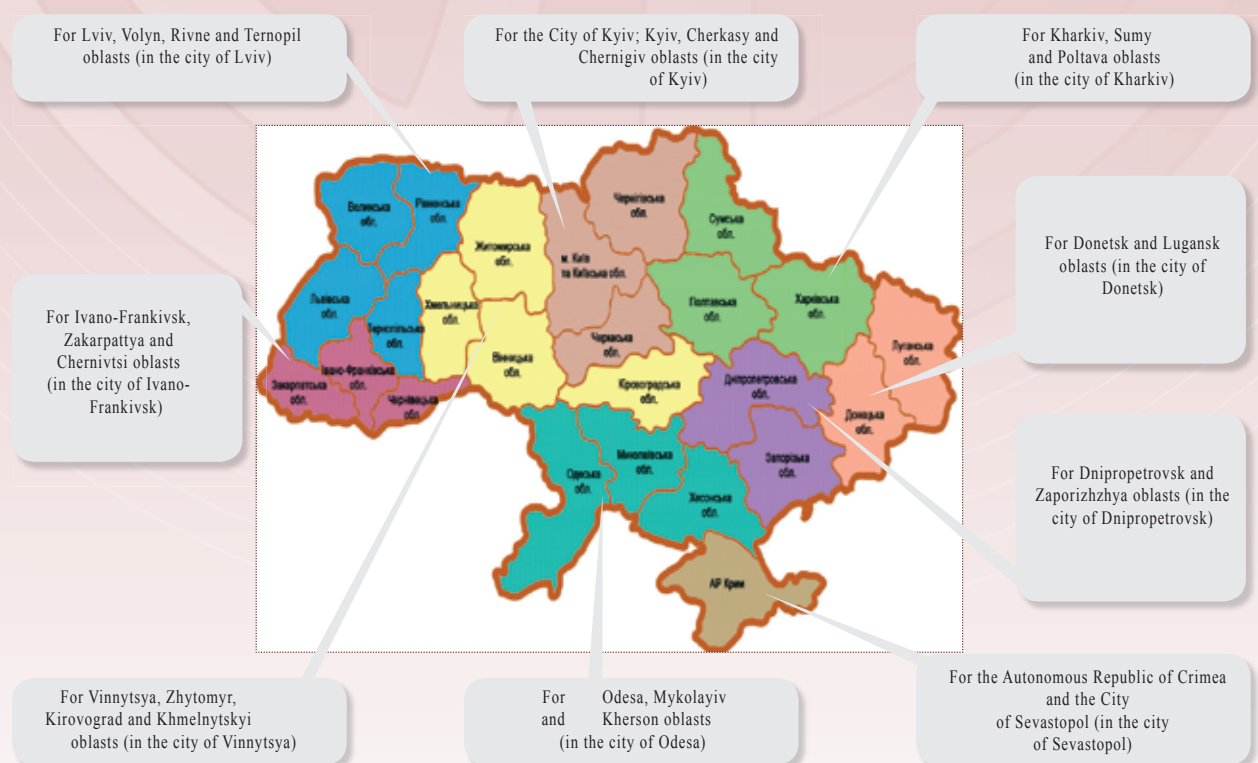 For Lviv, Volyn, Rivne and Ternopil
oblasts (in the city of Lviv)
For the City of Kyiv; Kyiv, Cherkasy and
Chernigiv oblasts (in the city
of Kyiv)
For Kharkiv, Sumy
and Poltava oblasts
(in the city of Kharkiv)
For Donetsk and Lugansk
oblasts (in the city of
Donetsk)
For Ivano-Frankivsk,
Zakarpattya and
Chernivtsi oblasts
(in the city of Ivano-
Frankivsk)
Волинська
обл.
Рівненська
обл.
Житомирська
обл.
Чернігівська
обл.
Сумська
обл.
м. Київ
та Київська обл.
Львівська
обл.
Тернопільська
обл.
Хмельницька
обл.
Вінницька
обл.
Черкаська
обл.
Полтавська
обл.
Харківська
обл.
Луганська
обл.
Закарпатська
обл.
Івано-Франківська
обл.
Чернівецька
обл.
Кіровоградська
обл.
Дніпропетровська
обл.
Донецька
обл.
Одеська
обл.
Миколаївська
обл.
Херсонська
обл.
Запорізька
обл.
АР Крим
For Dnipropetrovsk and
Zaporizhzhya oblasts (in the
city of Dnipropetrovsk)
For Vinnytsya, Zhytomyr,
Kirovograd and Khmelnytskyi
oblasts (in the city of Vinnytsya)
For Odesa, Mykolayiv
and Kherson oblasts
(in the city of Odesa)
For the Autonomous Republic of Crimea
and the City
of Sevastopol (in the city
of Sevastopol)